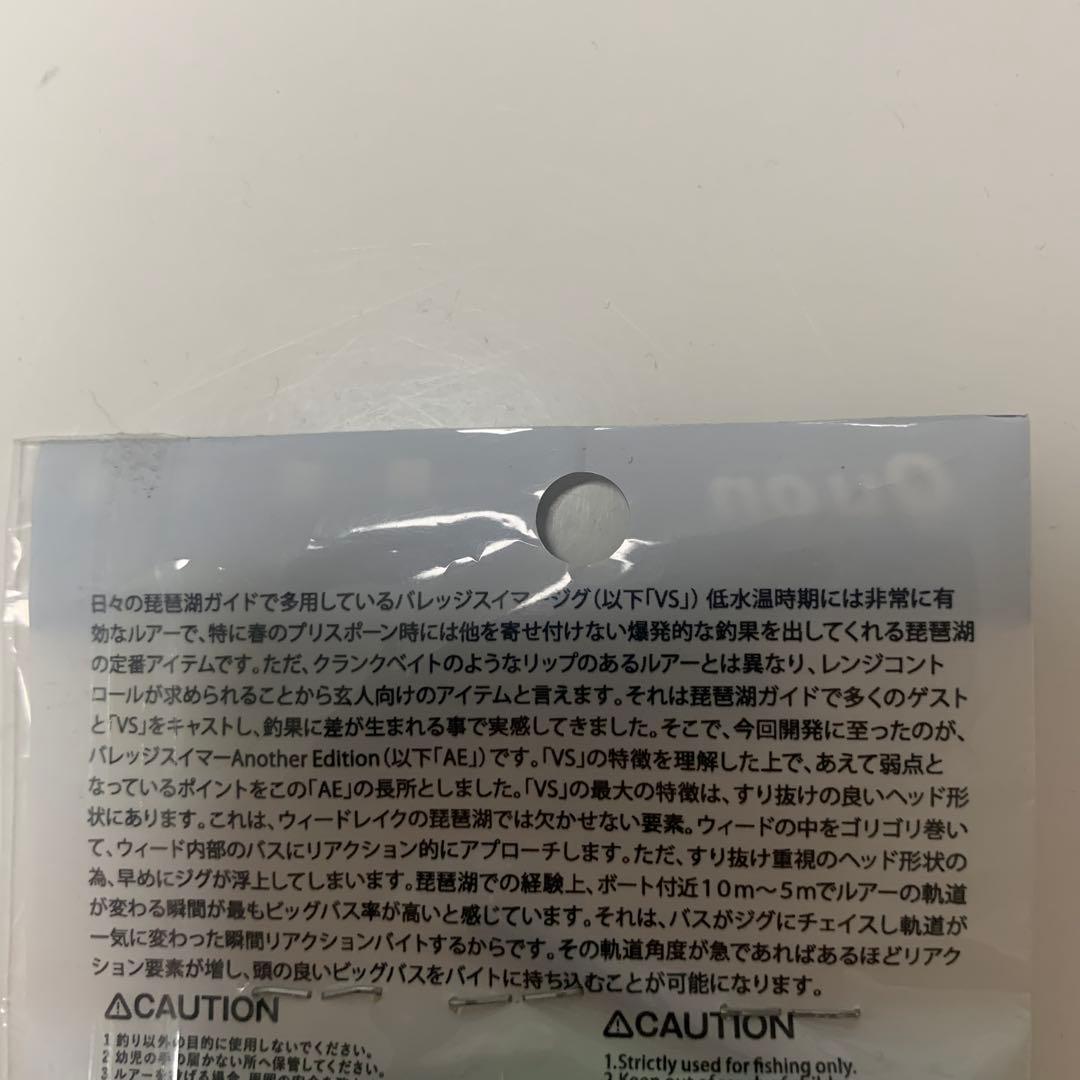 日々の琵琶湖ガイドで多用しているバレッジスイマージグ(以下「VS」) 低水温時期には非常に有
効なルアーで、特に春のプリスポーン時には他を寄せ付けない爆発的な釣果を出してくれる琵琶湖
の定番アイテムです。ただ、クランクベイトのようなリップのあるルアーとは異なり、レンジコント
ロールが求められることから玄人向けのアイテムと言えます。それは琵琶湖ガイドで多くのゲスト
と「VS」をキャストし、釣果に差が生まれる事で実感してきました。そこで、今回開発に至ったのが、
バレッジスイマーAnother Edition(以下「AE」)です。「VS」の特徴を理解した上で、あえて弱点と
なっているポイントをこの「AE」の長所としました。「VS」の最大の特徴は、すり抜けの良いヘッド形
状にあります。これは、ウィードレイクの琵琶湖では欠かせない要素。ウィードの中をゴリゴリ巻い
て、ウィード内部のバスにリアクション的にアプローチします。ただ、すり抜け重視のヘッド形状の
為、早めにジグが浮上してしまいます。琵琶湖での経験上、ボート付近10m〜5mでルアーの軌道
が変わる瞬間が最もビッグバス率が高いと感じています。それは、バスがジグにチェイスし軌道が
一気に変わった瞬間リアクションバイトするからです。その軌道角度が急であればあるほどリアク
ション要素が増し、頭の良いビッグバスをバイトに持ち込むことが可能になります。
⚠CAUTION
1 釣り以外の目的に使用しないでください。
2 幼児の手の届かない所へ保管してください。
⚠CAUTION
1.Strictly used for fishing only.